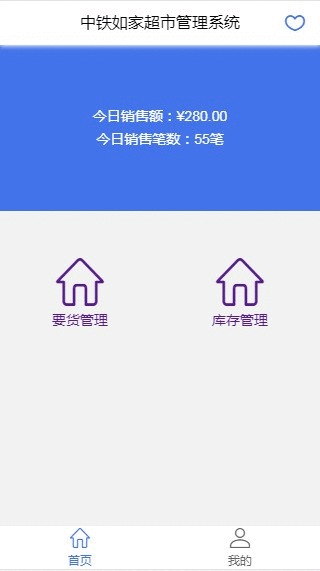 中铁如家超市管理系统
今日销售额：¥280.00
今日销售笔数：55笔
要货管理
库存管理
首页
我的